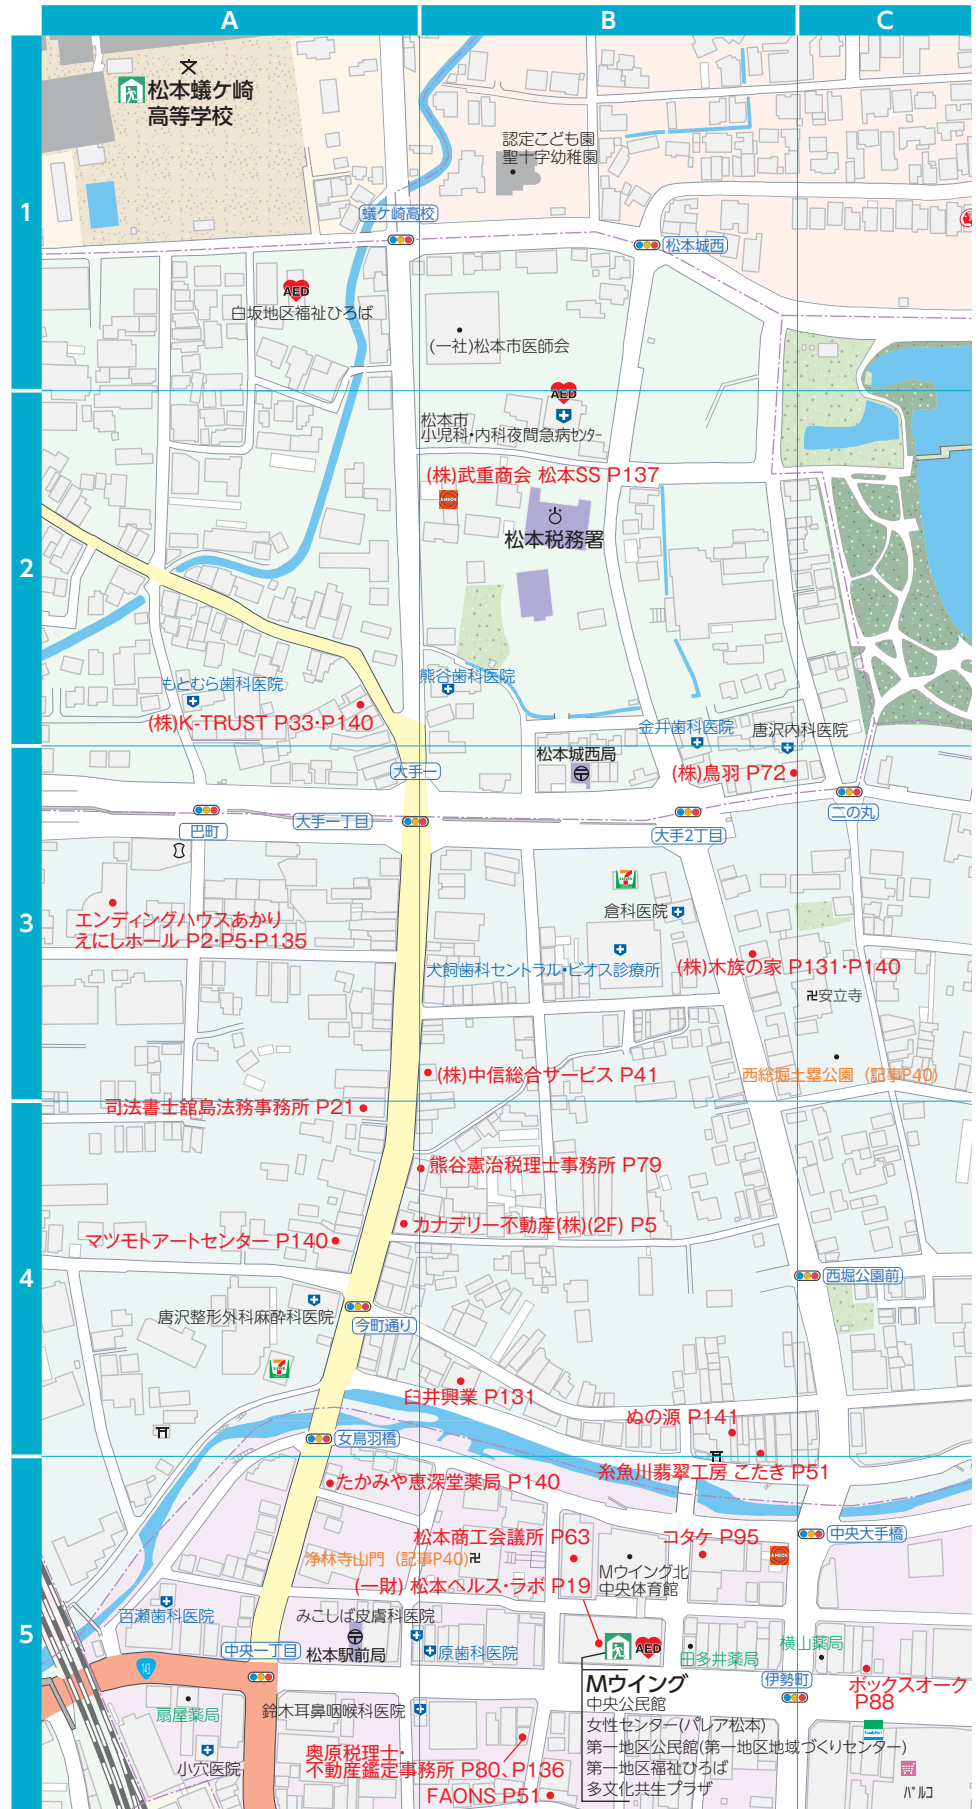 A
B
C
1
2
3
4
5
松本蟻ケ崎
高等学校
認定こども園
聖十字幼稚園
蟻ケ崎高校
松本城西
AED
白坂地区福祉ひろば
(一社)松本市医師会
AED
松本市
小児科・内科夜間急病センター
(株)武重商会 松本SS P137
ENEOS
松本税務署
もとむら歯科医院
(株)K-TRUST P33・P140
熊谷歯科医院
金井歯科医院
唐沢内科医院
松本城西局
(株)鳥羽 P72
大手一
二の丸
巴町
大手一丁目
大手2丁目
倉科医院
エンディングハウスあかり
えにしホール P2・P5・P135
犬飼歯科セントラル・ビオス診療所
(株)木族の家 P131・P140
卍安立寺
(株)中信総合サービス P41
西総堀土塁公園（記事P40）
司法書士舘島法務事務所 P21
熊谷憲治税理士事務所 P79
カナデリー不動産(株)(2F) P5
マツモトアートセンター P140
西堀公園前
唐沢整形外科麻酔科医院
今町通り
臼井興業 P131
ぬの源 P141
女鳥羽橋
糸魚川翡翠工房 こたき P51
たかみや恵深堂薬局 P140
中央大手橋
松本商工会議所 P63
コタケ P95
ENEOS
浄林寺山門（記事P40）卍
Mウイング北
中央体育館
(一財) 松本ヘルス・ラボ P19
百瀬歯科医院
みこしば皮膚科医院
松本駅前局
原歯科医院
AED
田多井薬局
横山薬局
中央一丁目
143
Mウイング
中央公民館
女性センター(パレア松本)
第一地区公民館(第一地区地域づくりセンター)
第一地区福祉ひろば
多文化共生プラザ
伊勢町
ボックスオーク
P88
FamilyMart
扇屋薬局
鈴木耳鼻咽喉科医院
小穴医院
奥原税理士・
不動産鑑定事務所 P80、P136
FAONS P51
パルコ